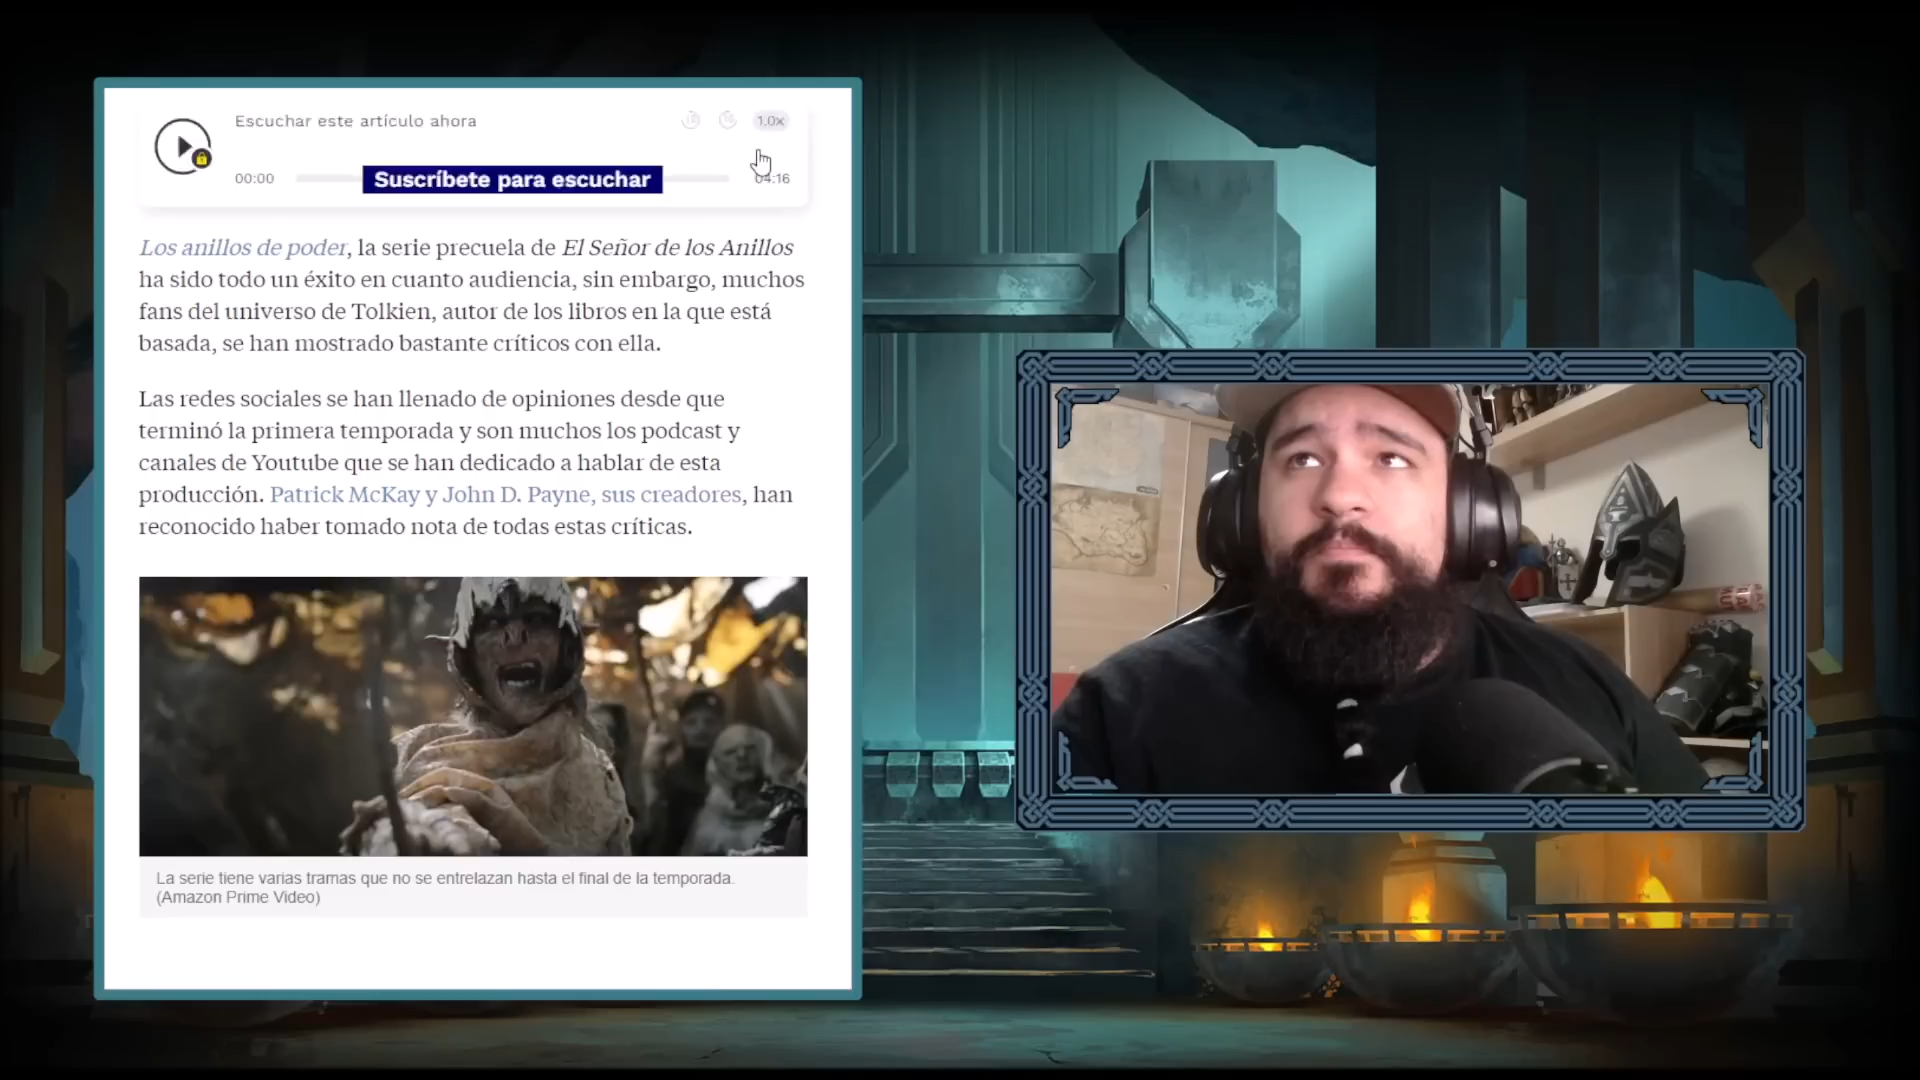 Escuchar este artículo ahora
1.0x
00:00
Suscríbete para escuchar
04:16
Los anillos de poder, la serie precuela de El Señor de los Anillos
ha sido todo un éxito en cuanto audiencia, sin embargo, muchos
fans del universo de Tolkien, autor de los libros en la que está
basada, se han mostrado bastante críticos con ella.
Las redes sociales se han llenado de opiniones desde que
terminó la primera temporada y son muchos los podcast y
canales de Youtube que se han dedicado a hablar de esta
producción. Patrick McKay y John D. Payne, sus creadores, han
reconocido haber tomado nota de todas estas críticas.
La serie tiene varias tramas que no se entrelazan hasta el final de la temporada.
(Amazon Prime Video)